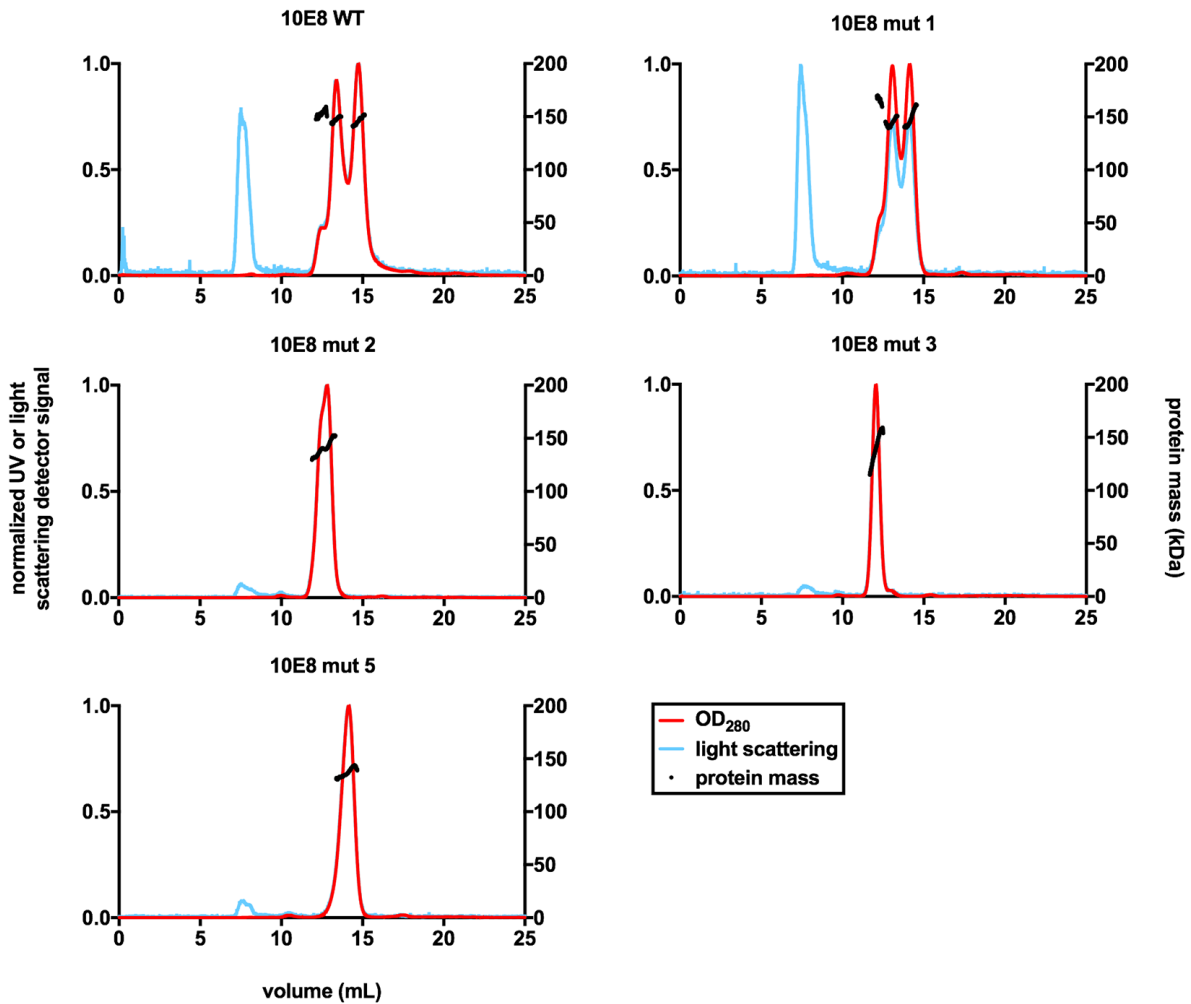 10E8 WT
1.0
0.5
0.0
200
150
100
50
0
0 5 10 15 20 25
10E8 mut 1
1.0
0.5
0.0
200
150
100
50
0
0 5 10 15 20 25
normalized UV or light
scattering detector signal
10E8 mut 2
1.0
0.5
0.0
200
150
100
50
0
0 5 10 15 20 25
10E8 mut 3
1.0
0.5
0.0
200
150
100
50
0
0 5 10 15 20 25
protein mass (kDa)
10E8 mut 5
1.0
0.5
0.0
200
150
100
50
0
0 5 10 15 20 25
volume (mL)
OD280
light scattering
protein mass